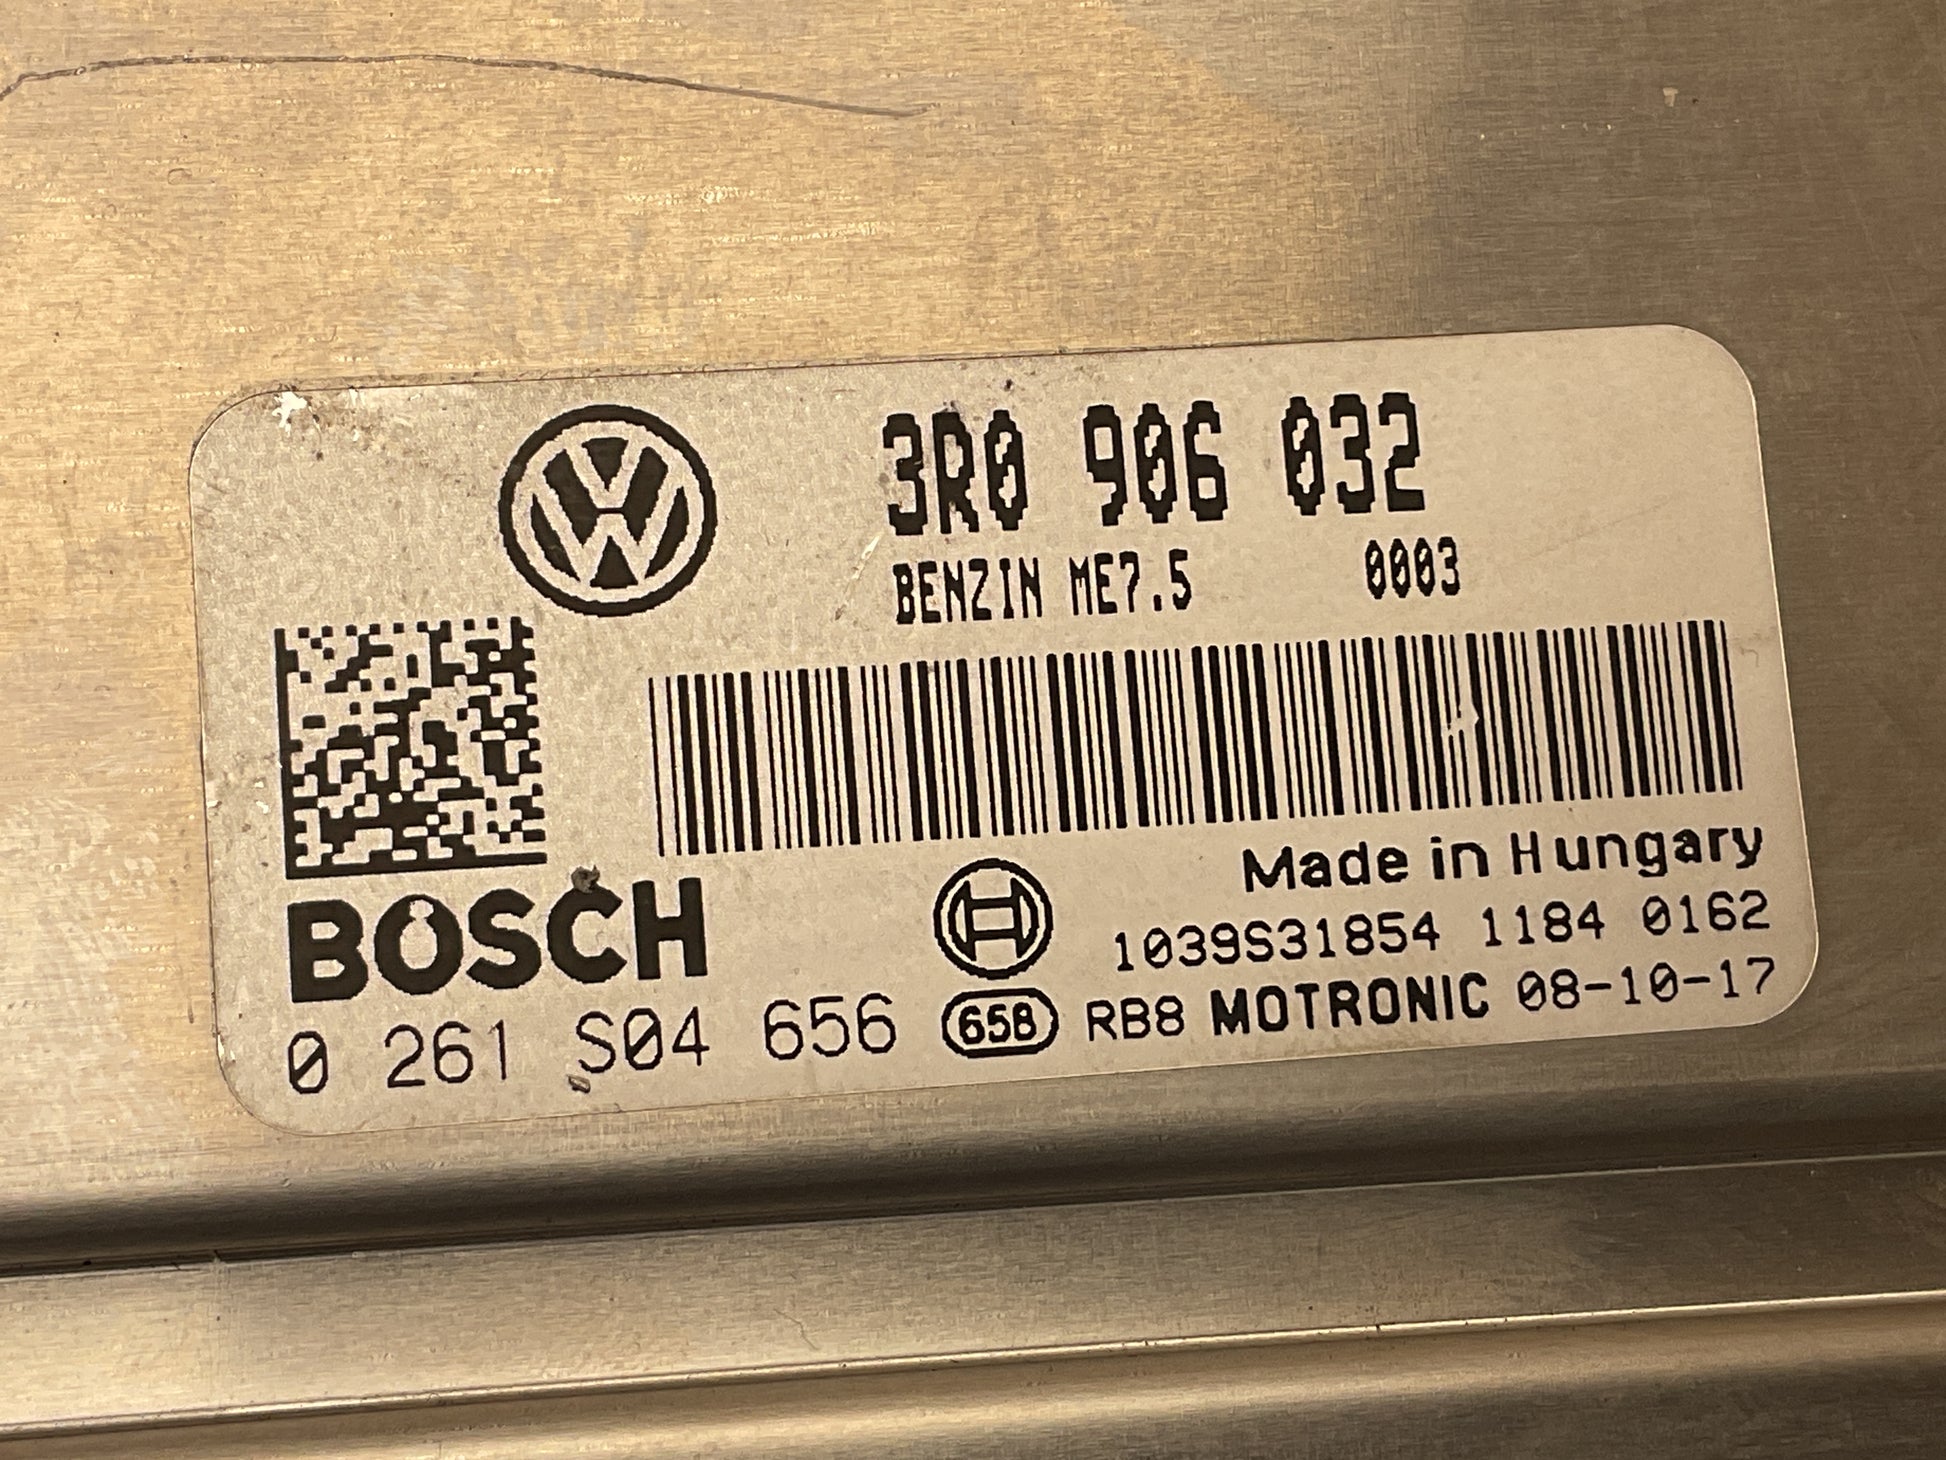 3R0 906 032
BENZIN ME7.5 0003
Made in Hungary
BOSCH
1039S31854 1184 0162
0 261 S04 656 658 RB8 MOTRONIC 08-10-17